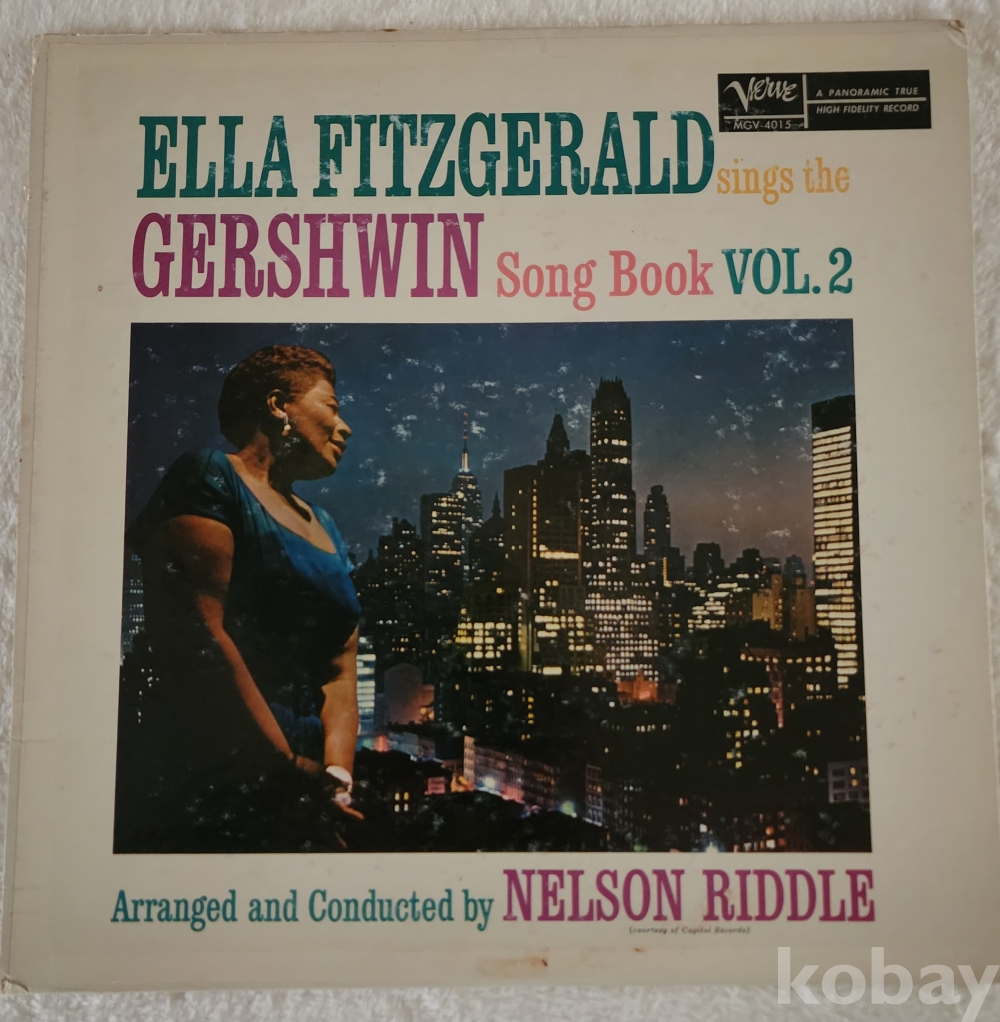 Verve
A PANORAMIC TRUE
HIGH FIDELITY RECORD
MGV-4015
ELLA FITZGERALD sings the
GERSHWIN Song Book VOL. 2
Arranged and Conducted by NELSON RIDDLE
(courtesy of Capitol Records)
kobay